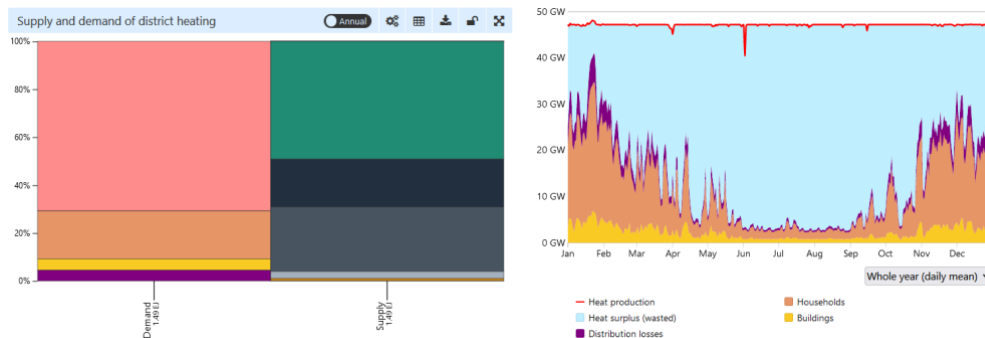 Supply and demand of district heating
Annual
100%
80%
60%
40%
20%
0%
Demand
1.49 EJ
Supply
1.49 EJ
50 GW
40 GW
30 GW
20 GW
10 GW
0 GW
Jan Feb Mar Apr May Jun Jul Aug Sep Oct Nov Dec
Whole year (daily mean)
Heat production
Heat surplus (wasted)
Distribution losses
Households
Buildings